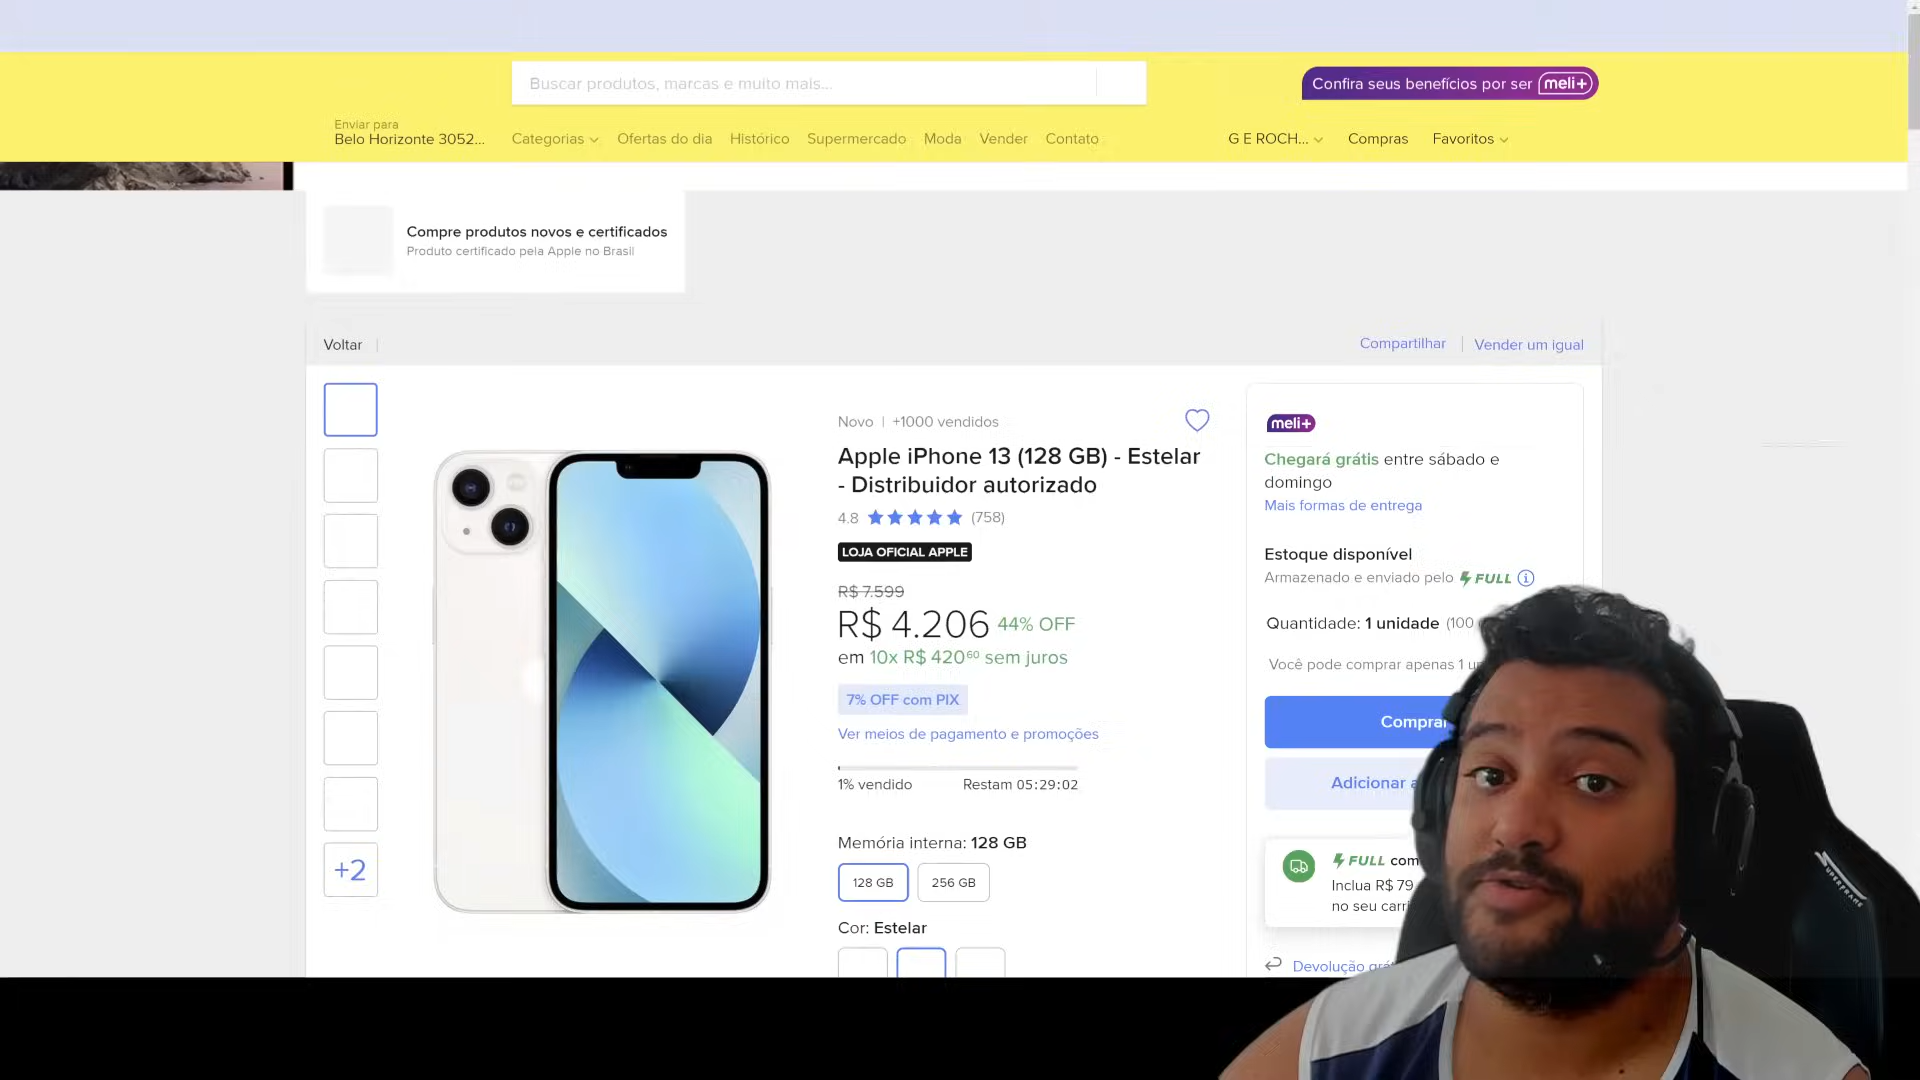 Buscar produtos, marcas e muito mais...
Confira seus benefícios por ser meli+
Enviar para
Belo Horizonte 3052...
Categorias
Ofertas do dia
Histórico
Supermercado
Moda
Vender
Contato
G E ROCH...
Compras
Favoritos
Compre produtos novos e certificados
Produto certificado pela Apple no Brasil
Voltar
Compartilhar
Vender um igual
+2
Novo | +1000 vendidos
Apple iPhone 13 (128 GB) - Estelar
- Distribuidor autorizado
4.8 (758)
LOJA OFICIAL APPLE
R$ 7.599
R$ 4.206 44% OFF
em 10x R$ 420⁶⁰ sem juros
7% OFF com PIX
Ver meios de pagamento e promoções
1% vendido
Restam 05:29:02
Memória interna: 128 GB
128 GB
256 GB
Cor: Estelar
meli+
Chegará grátis entre sábado e
domingo
Mais formas de entrega
Estoque disponível
Armazenado e enviado pelo FULL
Quantidade: 1 unidade (100
Você pode comprar apenas 1
Comprar
Adicionar
FULL com
Inclua R$ 79
no seu
Devolução
SUPERFRAME